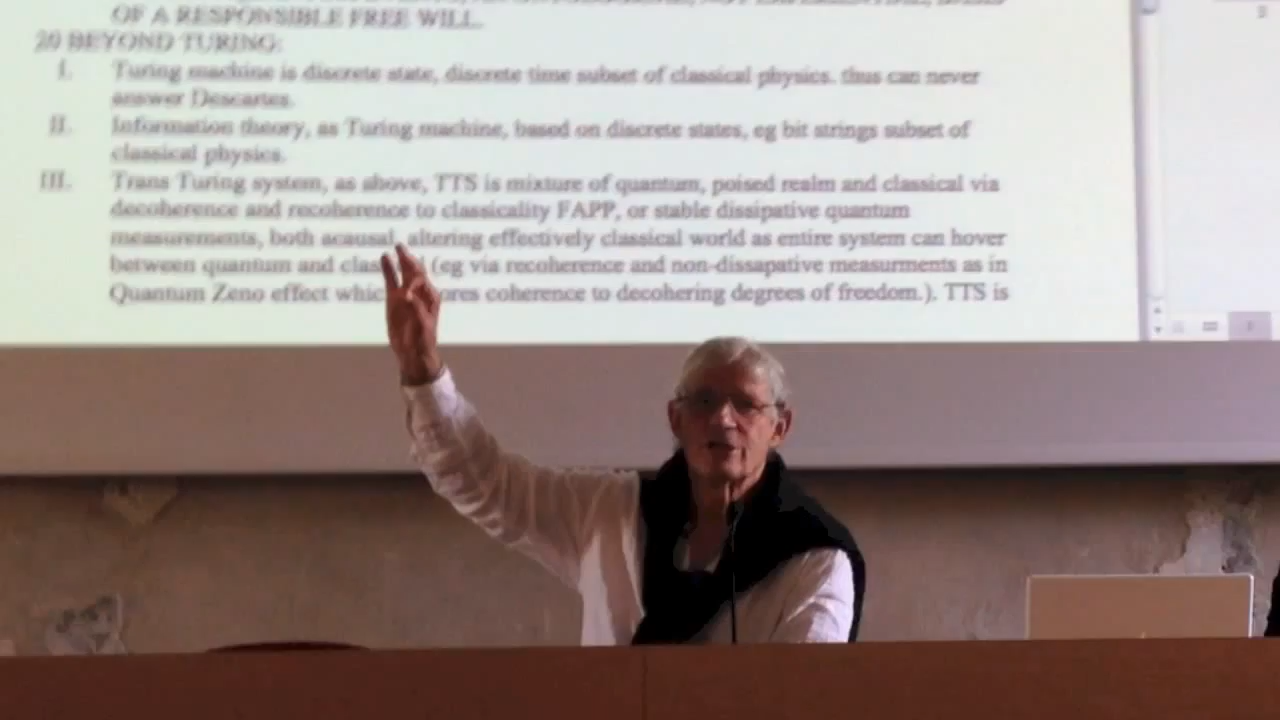 OF A RESPONSIBLE FREE WILL.
20 BEYOND TURING:
I. Turing machine is discrete state, discrete time subset of classical physics. thus can never
answer Descartes.
II. Information theory, as Turing machine, based on discrete states, eg bit strings subset of
classical physics.
III. Trans Turing system, as above, TTS is mixture of quantum, poised realm and classical via
decoherence and recoherence to classicality FAPP, or stable dissipative quantum
measurements, both acausal, altering effectively classical world as entire system can hover
between quantum and (eg via recoherence and non-dissapative measurments as in
Quantum Zeno effect coherence to decohering degrees of freedom.). TTS is